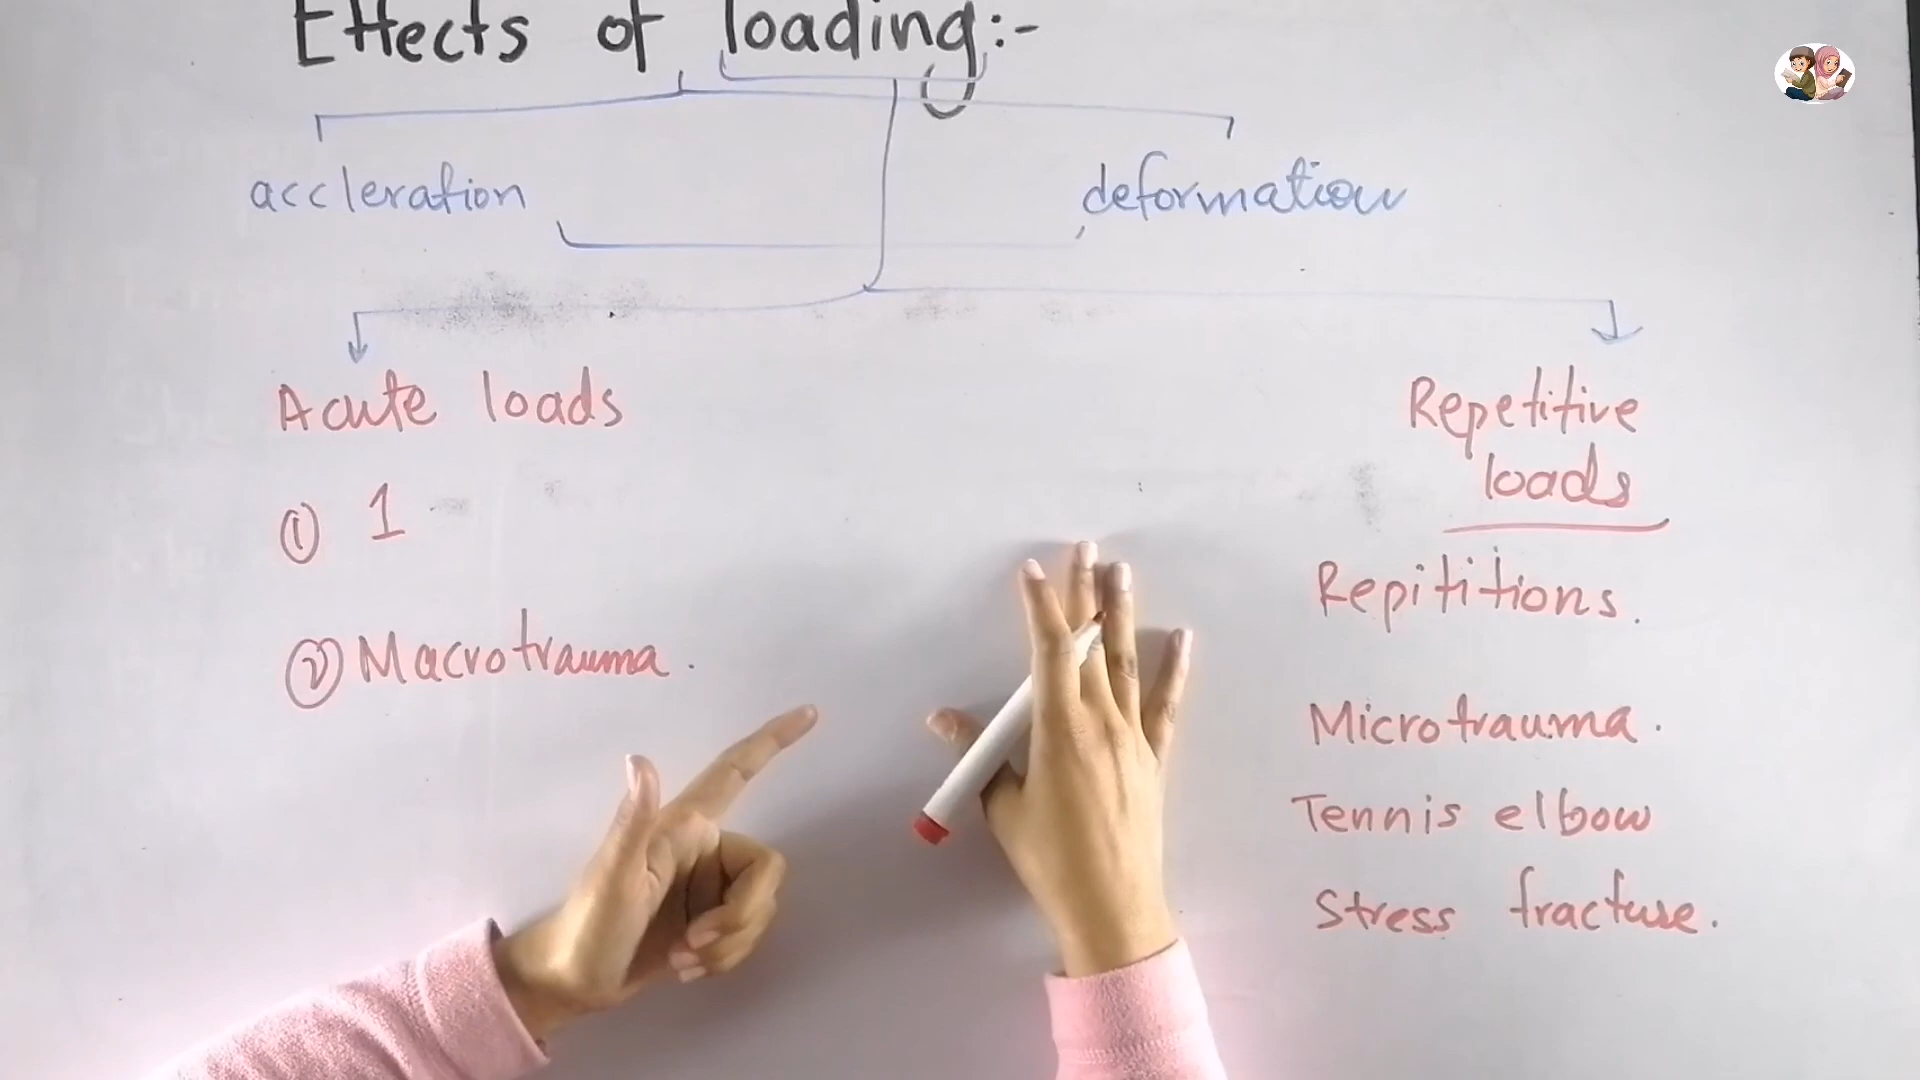 Effects of loading:-
accleration
deformation
Acute loads
① 1
② Macrotrauma.
Repetitive
loads
Repititions.
Microtrauma.
Tennis elbow
Stress fracture.